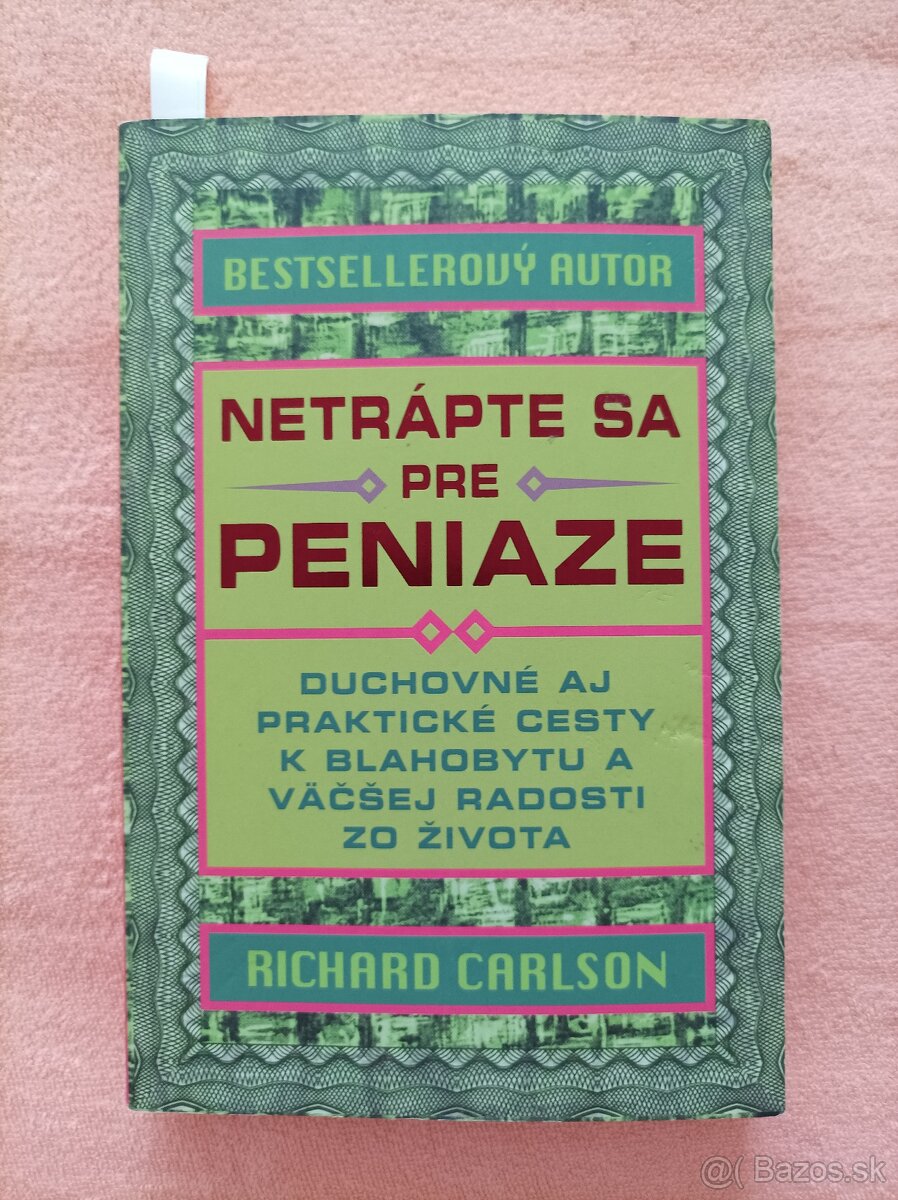 BESTSELLEROVÝ AUTOR
NETRÁPTE SA
PRE
PENIAZE
DUCHOVNÉ AJ
PRAKTICKÉ CESTY
K BLAHOBYTU A
VÄČŠEJ RADOSTI
ZO ŽIVOTA
RICHARD CARLSON
@( Bazos.sk